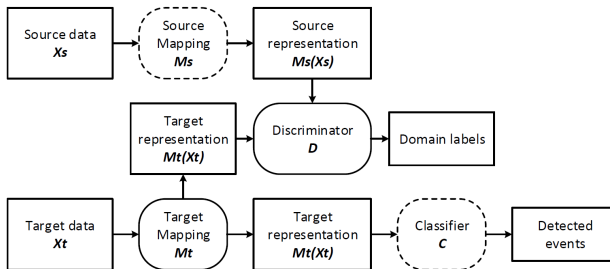 Source data
Xs
Source
Mapping
Ms
Source
representation
Ms(Xs)
Target
representation
Mt(Xt)
Discriminator
D
Domain labels
Target data
Xt
Target
Mapping
Mt
Target
representation
Mt(Xt)
Classifier
C
Detected
events